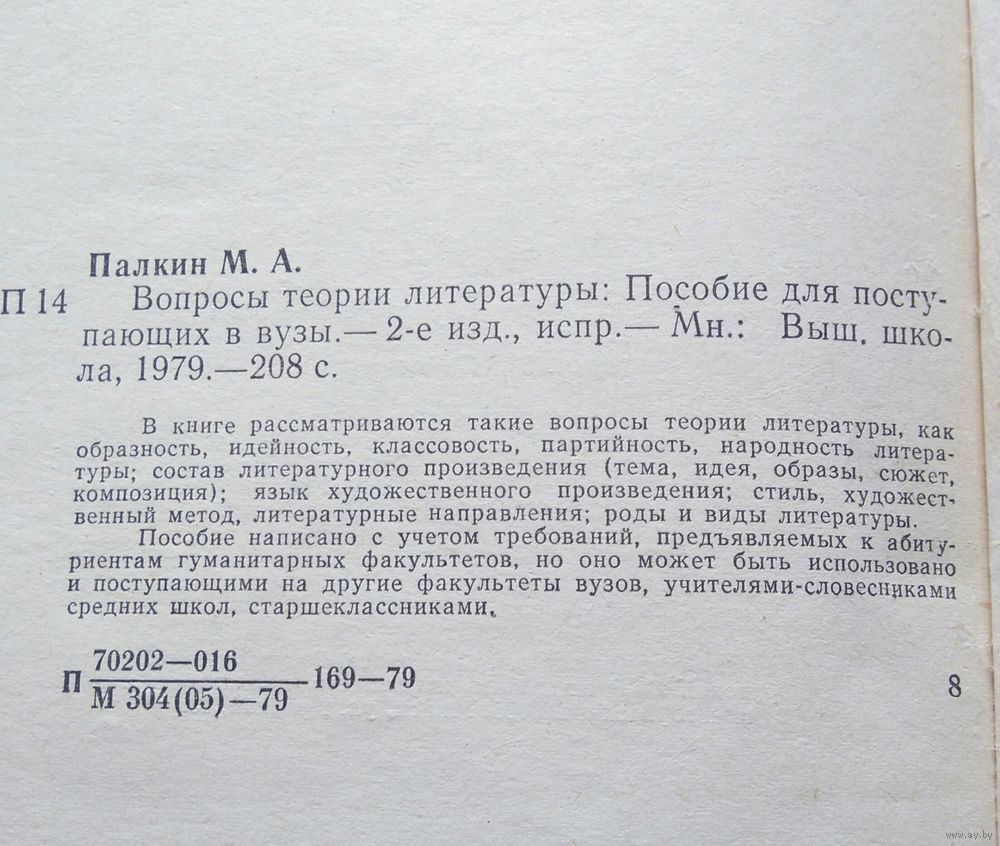 Палкин М. А.
П 14 Вопросы теории литературы: Пособие для посту-
пающих в вузы.— 2-е изд., испр.— Мн.: Выш. шко-
ла, 1979.—208 с.
В книге рассматриваются такие вопросы теории литературы, как
образность, идейность, классовость, партийность, народность литера-
туры; состав литературного произведения (тема, идея, образы, сюжет,
композиция); язык художественного произведения; стиль, художест-
венный метод, литературные направления; роды и виды литературы.
Пособие написано с учетом требований, предъявляемых к абиту-
риентам гуманитарных факультетов, но оно может быть использовано
и поступающими на другие факультеты вузов, учителями-словесниками
средних школ, старшеклассниками.
70202—016
П ——— 169—79
М 304(05)—79
8
www.ay.by